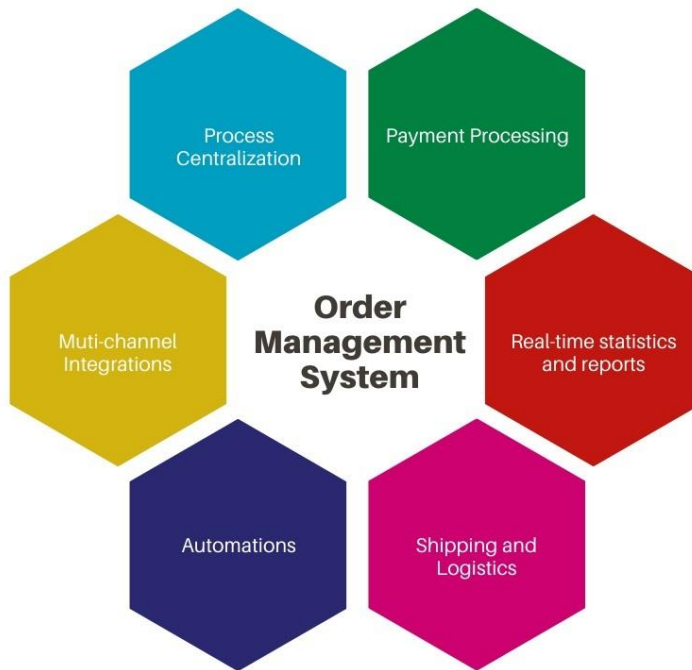 Process
Centralization
Payment Processing
Muti-channel
Integrations
Order
Management
System
Real-time statistics
and reports
Automations
Shipping and
Logistics